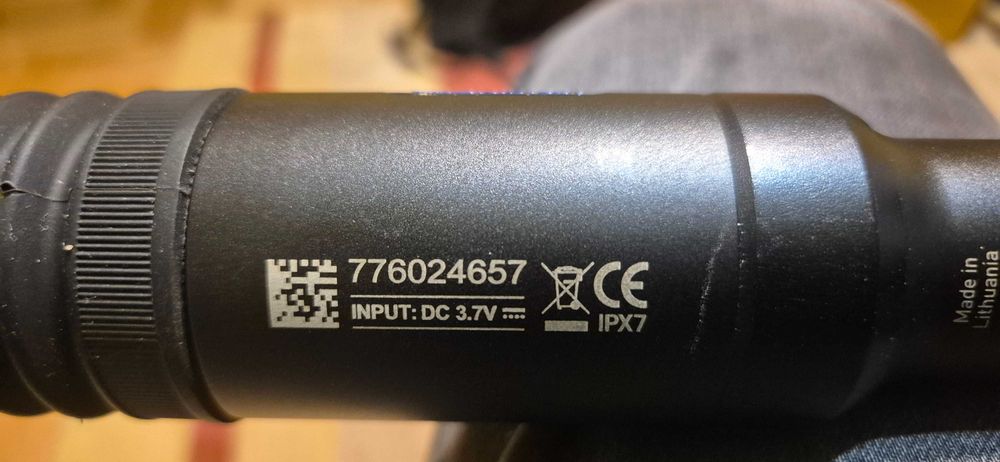 776024657
INPUT: DC 3.7V
CE
IPX7
Made in
Lithuania